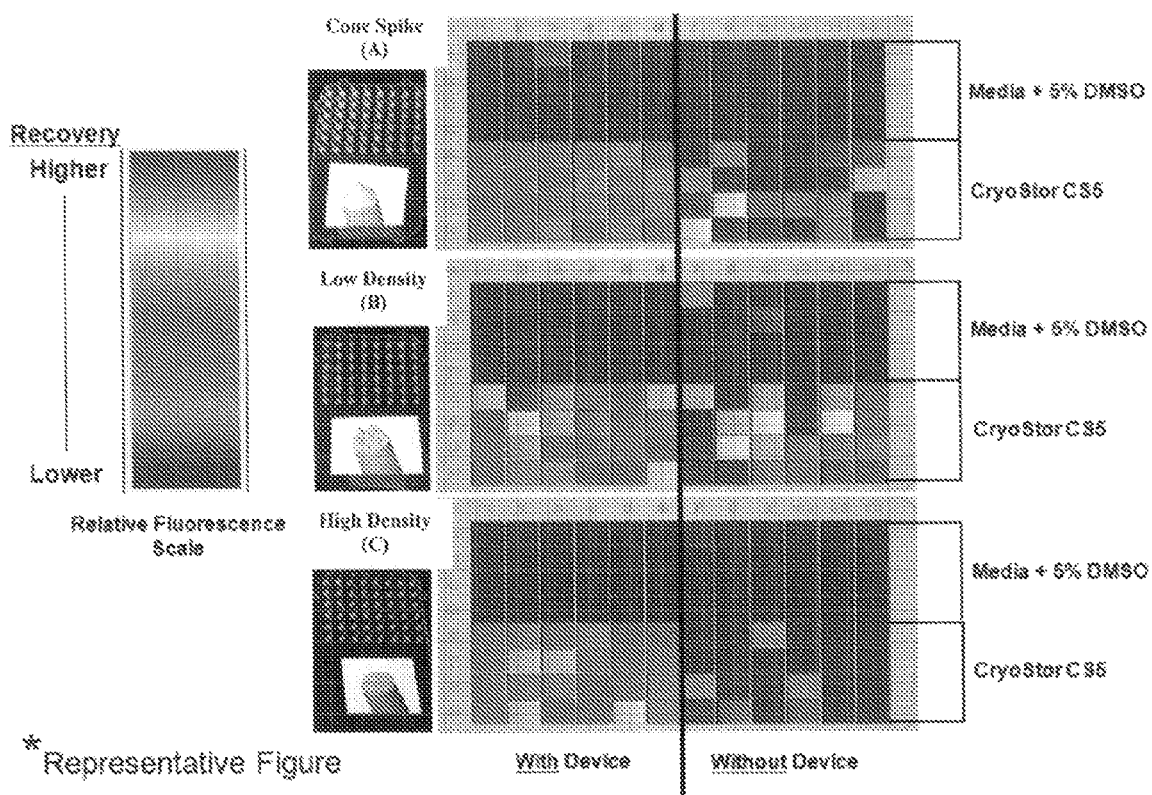 Cone Spike
(A)
Media + 5% DMSO
Recovery
Higher
CryoStor CS5
Low Density
(B)
Media + 5% DMSO
CryoStor CS5
Lower
Relative Fluorescence
Scale
High Density
(C)
Media + 5% DMSO
CryoStor CS5
*Representative Figure
With Device
Without Device